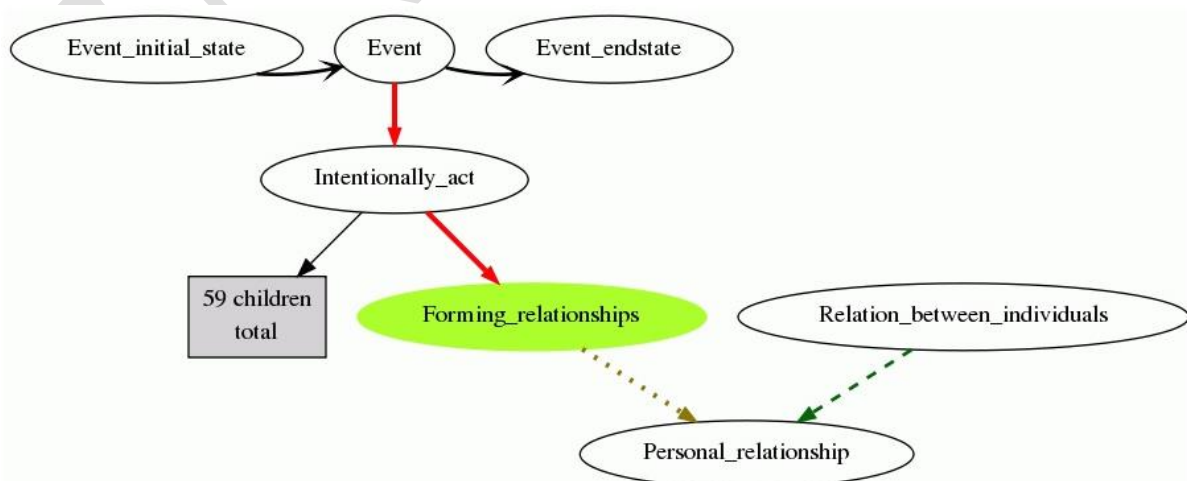 Event_initial_state
Event
Event_endstate
Intentionally_act
59 children
total
Forming_relationships
Relation_between_individuals
Personal_relationship